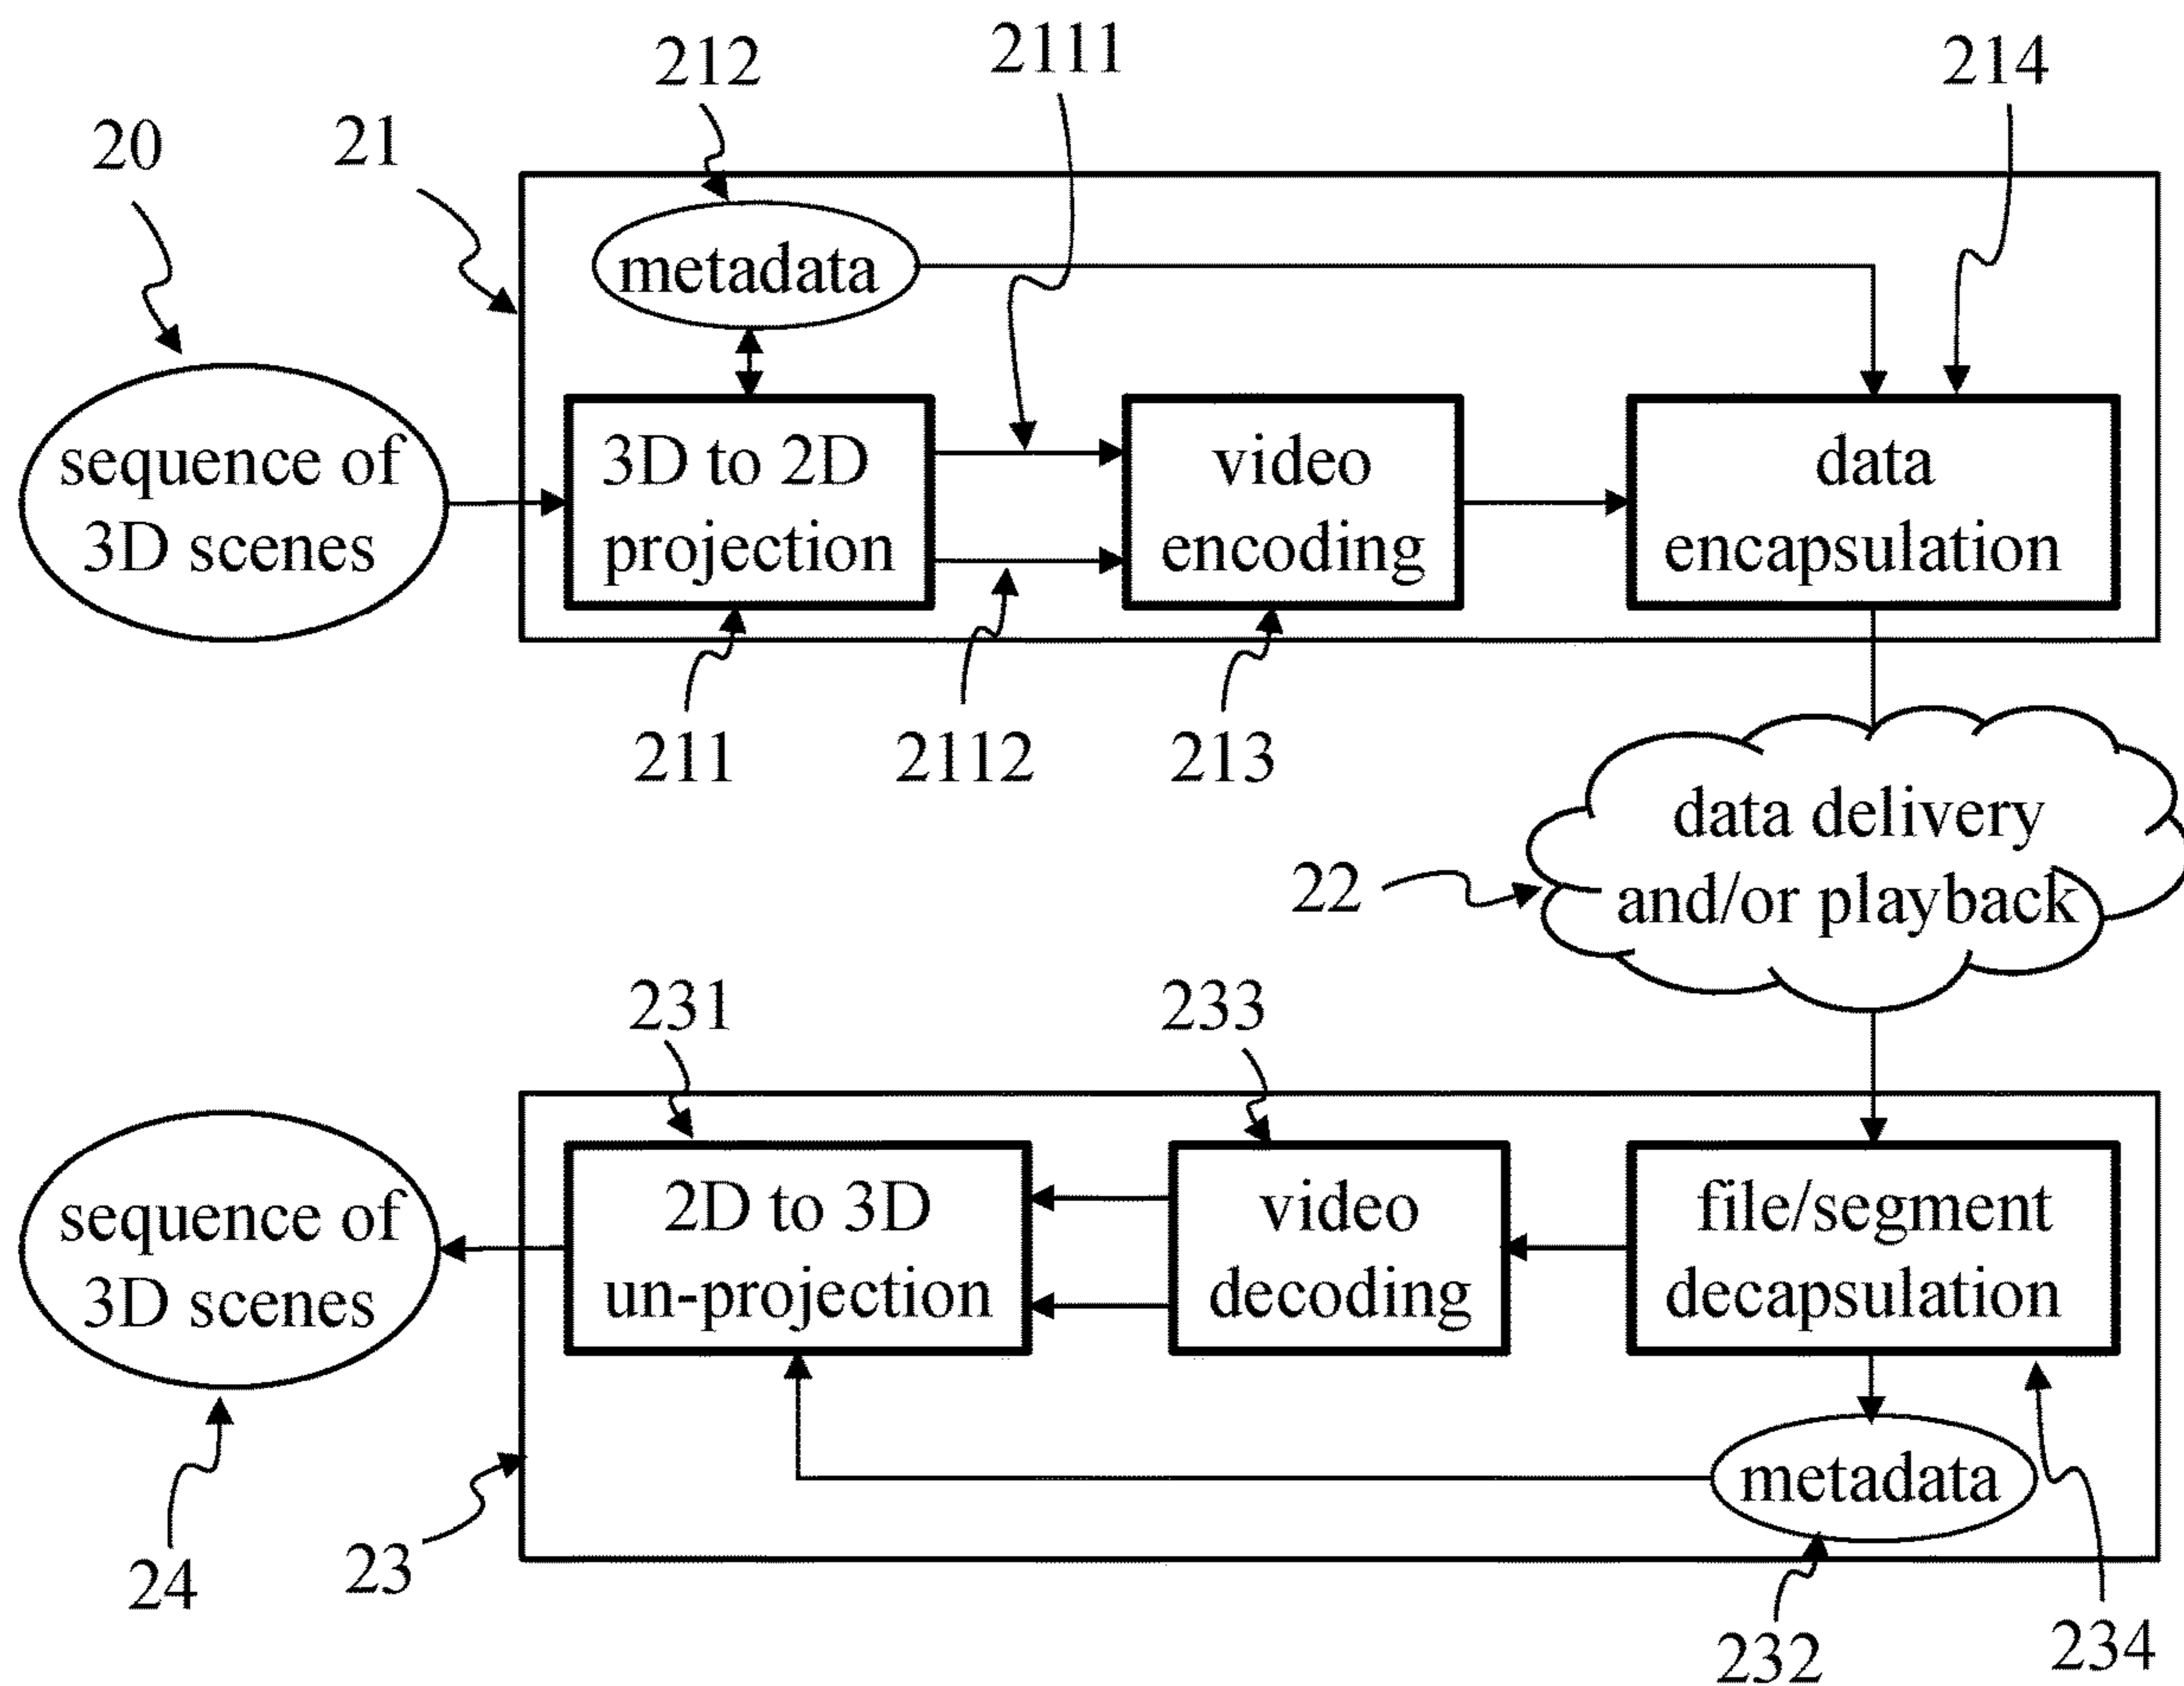 212
2111
214
20
21
metadata
sequence of
3D scenes
3D to 2D
projection
video
encoding
data
encapsulation
211
2112
213
data delivery
and/or playback
22
231
233
sequence of
3D scenes
2D to 3D
un-projection
video
decoding
file/segment
decapsulation
metadata
24
23
232
234